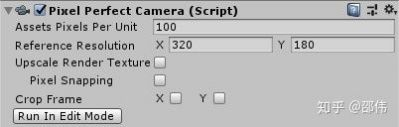 Pixel Perfect Camera (Script)
Assets Pixels Per Unit 100
Reference Resolution X 320 Y 180
Upscale Render Texture
Pixel Snapping
Crop Frame X Y
Run In Edit Mode
知乎 @邵伟